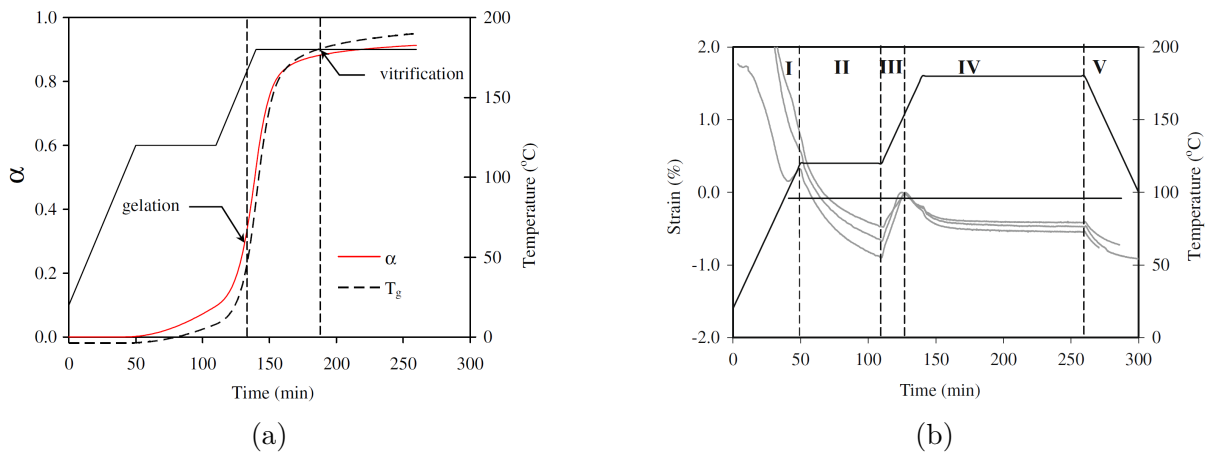 1.0
0.8
0.6
0.4
0.2
0.0
α
200
150
100
50
0
Temperature (°C)
vitrification
gelation
α
T_g
0
50
100
150
200
250
300
Time (min)
(a)
2.0
1.0
0.0
-1.0
-2.0
Strain (%)
I
II
III
IV
V
200
150
100
50
0
Temperature (°C)
0
50
100
150
200
250
300
Time (min)
(b)